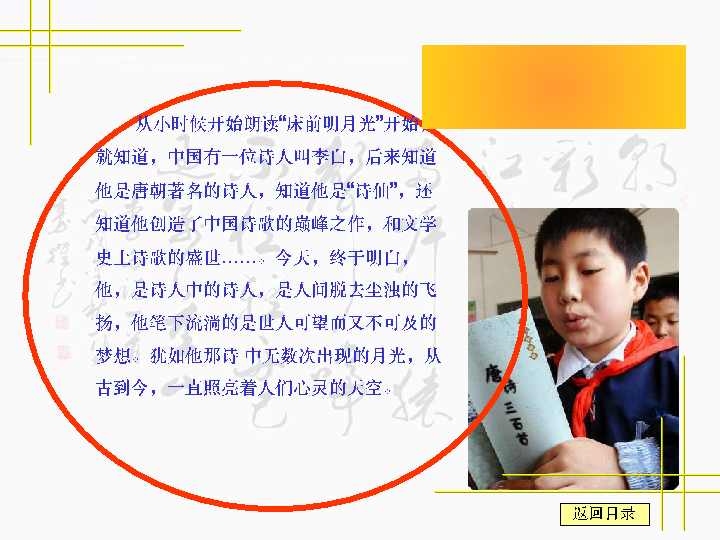 从小时候开始朗读“床前明月光”开始，
就知道，中国有一位诗人叫李白，后来知道
他是唐朝著名的诗人，知道他是“诗仙”，还
知道他创造了中国诗歌的巅峰之作，和文学
史上诗歌的盛世……。今天，终于明白，
他，是诗人中的诗人，是人间脱去尘浊的飞
扬，他笔下流淌的是世人可望而又不可及的
梦想。犹如他那诗 中无数次出现的月光，从
古到今，一直照亮着人们心灵的天空。
唐诗三百首
返回目录